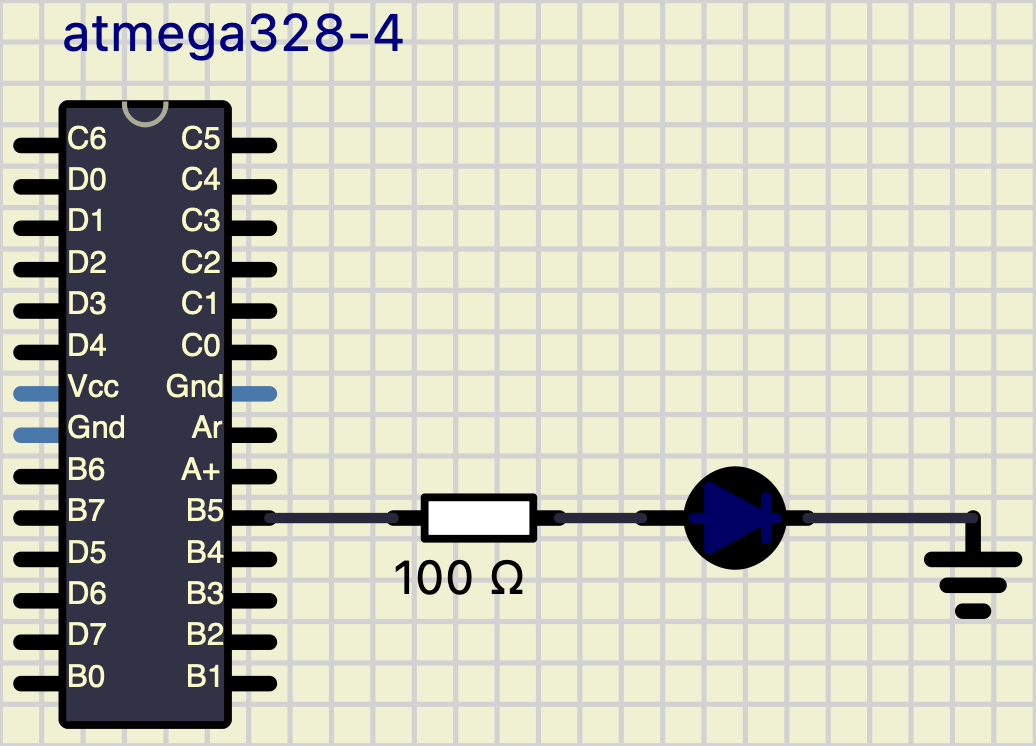 atmega328-4
C6 C5
D0 C4
D1 C3
D2 C2
D3 C1
D4 C0
Vcc Gnd
Gnd Ar
B6 A+
B7 B5
D5 B4
D6 B3
D7 B2
B0 B1
100 Ω